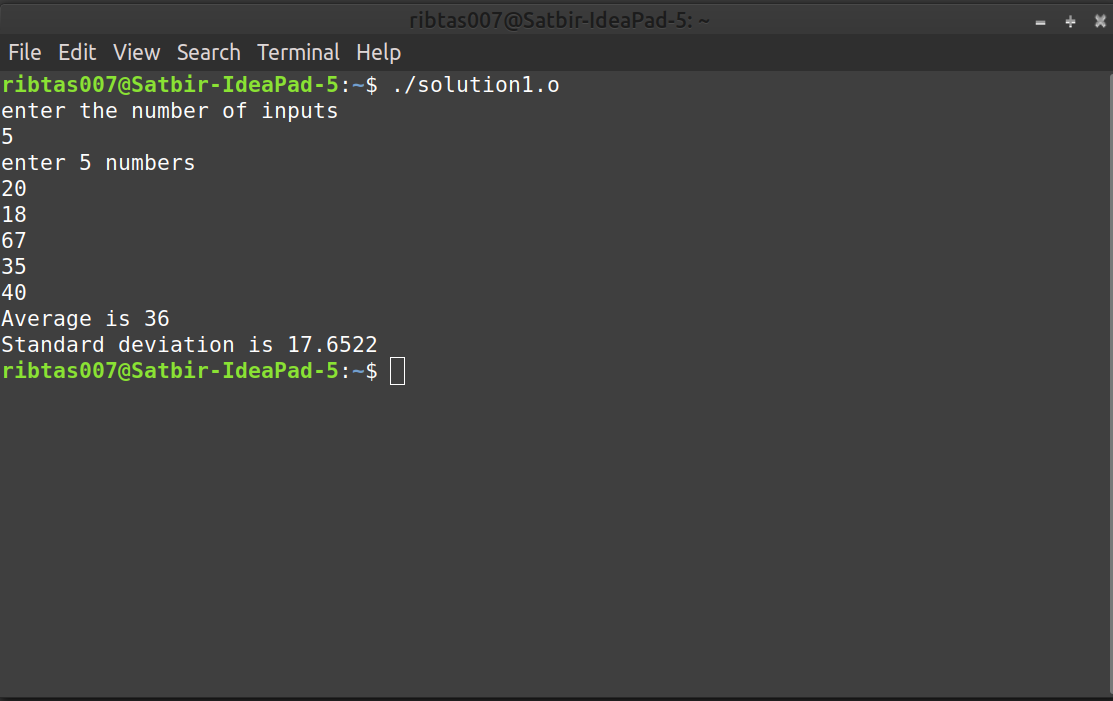 ribtas007@Satbir-IdeaPad-5: ~
File Edit View Search Terminal Help
ribtas007@Satbir-IdeaPad-5:~$ ./solution1.o
enter the number of inputs
5
enter 5 numbers
20
18
67
35
40
Average is 36
Standard deviation is 17.6522
ribtas007@Satbir-IdeaPad-5:~$